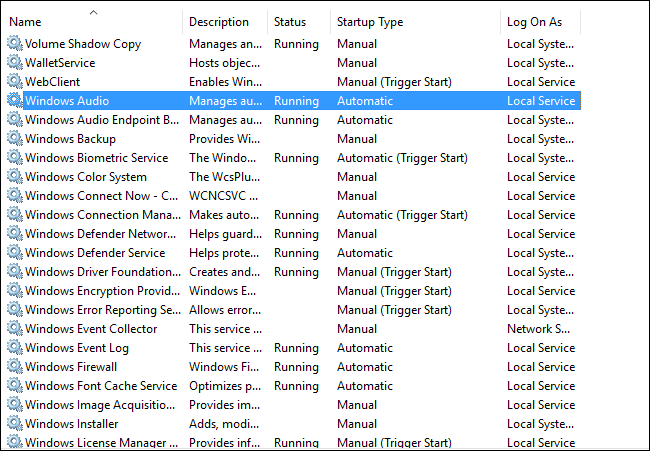 Name Description Status Startup Type Log On As
Volume Shadow Copy Manages an... Running Manual Local Syste...
WalletService Hosts objec... Manual Local Syste...
WebClient Enables Win... Manual (Trigger Start) Local Service
Windows Audio Manages au... Running Automatic Local Service
Windows Audio Endpoint B... Manages au... Running Automatic Local Syste...
Windows Backup Provides Wi... Manual Local Syste...
Windows Biometric Service The Windo... Running Automatic (Trigger Start) Local Syste...
Windows Color System The WcsPlu... Manual Local Service
Windows Connect Now - C... WCNCSVC ... Manual Local Service
Windows Connection Mana... Makes auto... Running Automatic (Trigger Start) Local Service
Windows Defender Networ... Helps guard... Running Manual Local Service
Windows Defender Service Helps prote... Running Automatic Local Syste...
Windows Driver Foundation... Creates and... Running Manual (Trigger Start) Local Syste...
Windows Encryption Provid... Windows E... Manual (Trigger Start) Local Service
Windows Error Reporting Se... Allows error... Manual (Trigger Start) Local Syste...
Windows Event Collector This service ... Manual Network S...
Windows Event Log This service ... Running Automatic Local Service
Windows Firewall Windows Fi... Running Automatic Local Service
Windows Font Cache Service Optimizes p... Running Automatic Local Service
Windows Image Acquisitio... Provides im... Manual Local Service
Windows Installer Adds, modi... Manual Local Syste...
Windows License Manager ... Provides inf... Running Manual (Trigger Start) Local Service